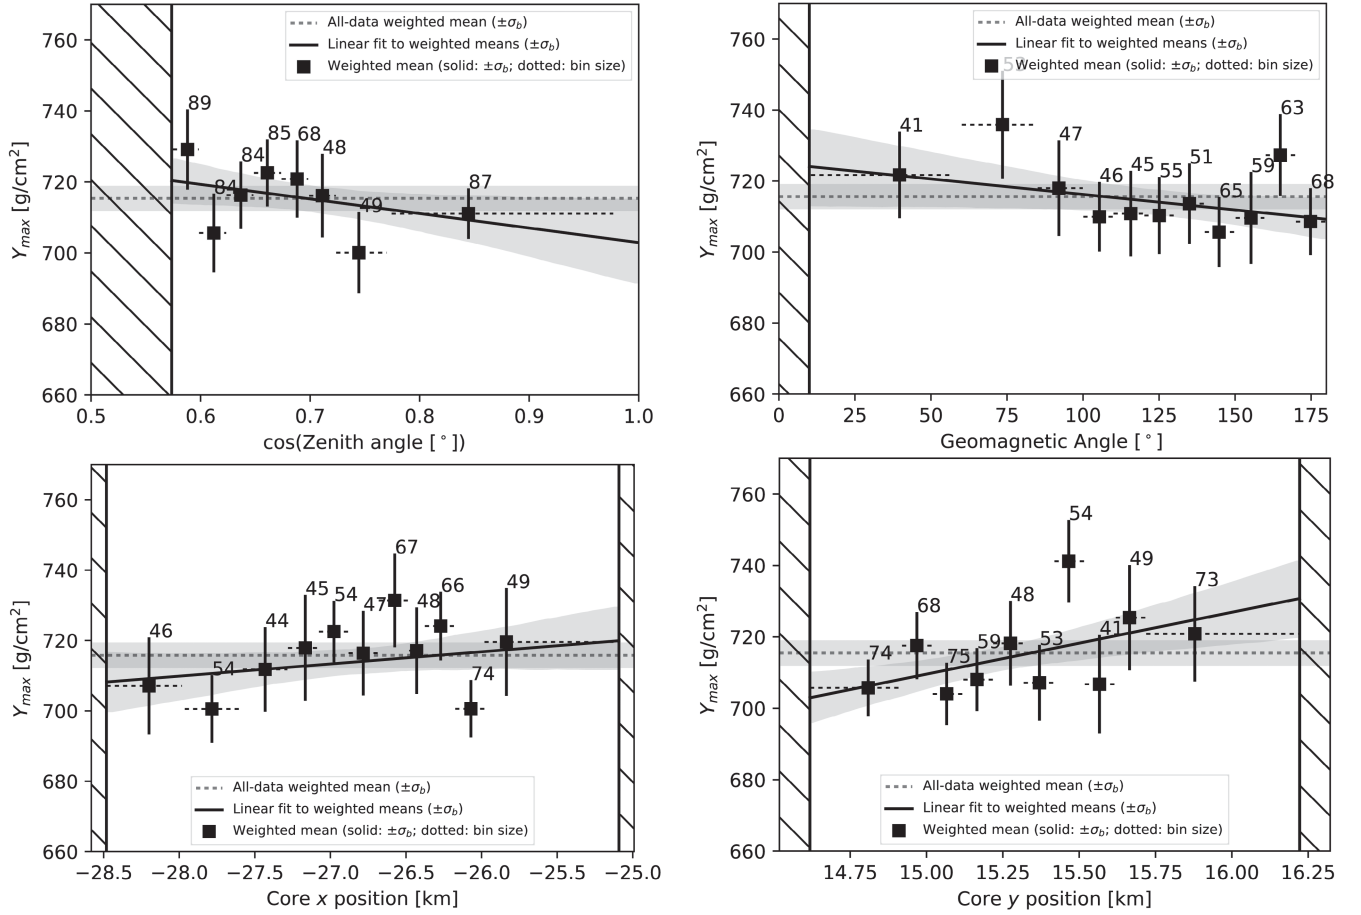 All-data weighted mean (±σb)
Linear fit to weighted means (±σb)
Weighted mean (solid: ±σb; dotted: bin size)
760
740
720
700
680
660
Ymax [g/cm²]
89
84
84
85
68
48
49
87
0.5 0.6 0.7 0.8 0.9 1.0
cos(Zenith angle [°])
All-data weighted mean (±σb)
Linear fit to weighted means (±σb)
Weighted mean (solid: ±σb; dotted: bin size)
760
740
720
700
680
660
Ymax [g/cm²]
41
47
46
45
55
51
65
59
63
68
0 25 50 75 100 125 150 175
Geomagnetic Angle [°]
760
740
720
700
680
660
Ymax [g/cm²]
46
54
44
45
54
47
67
48
66
74
49
All-data weighted mean (±σb)
Linear fit to weighted means (±σb)
Weighted mean (solid: ±σb; dotted: bin size)
−28.5 −28.0 −27.5 −27.0 −26.5 −26.0 −25.5 −25.0
Core x position [km]
760
740
720
700
680
660
Ymax [g/cm²]
74
68
75
59
48
53
54
41
49
73
All-data weighted mean (±σb)
Linear fit to weighted means (±σb)
Weighted mean (solid: ±σb; dotted: bin size)
14.75 15.00 15.25 15.50 15.75 16.00 16.25
Core y position [km]